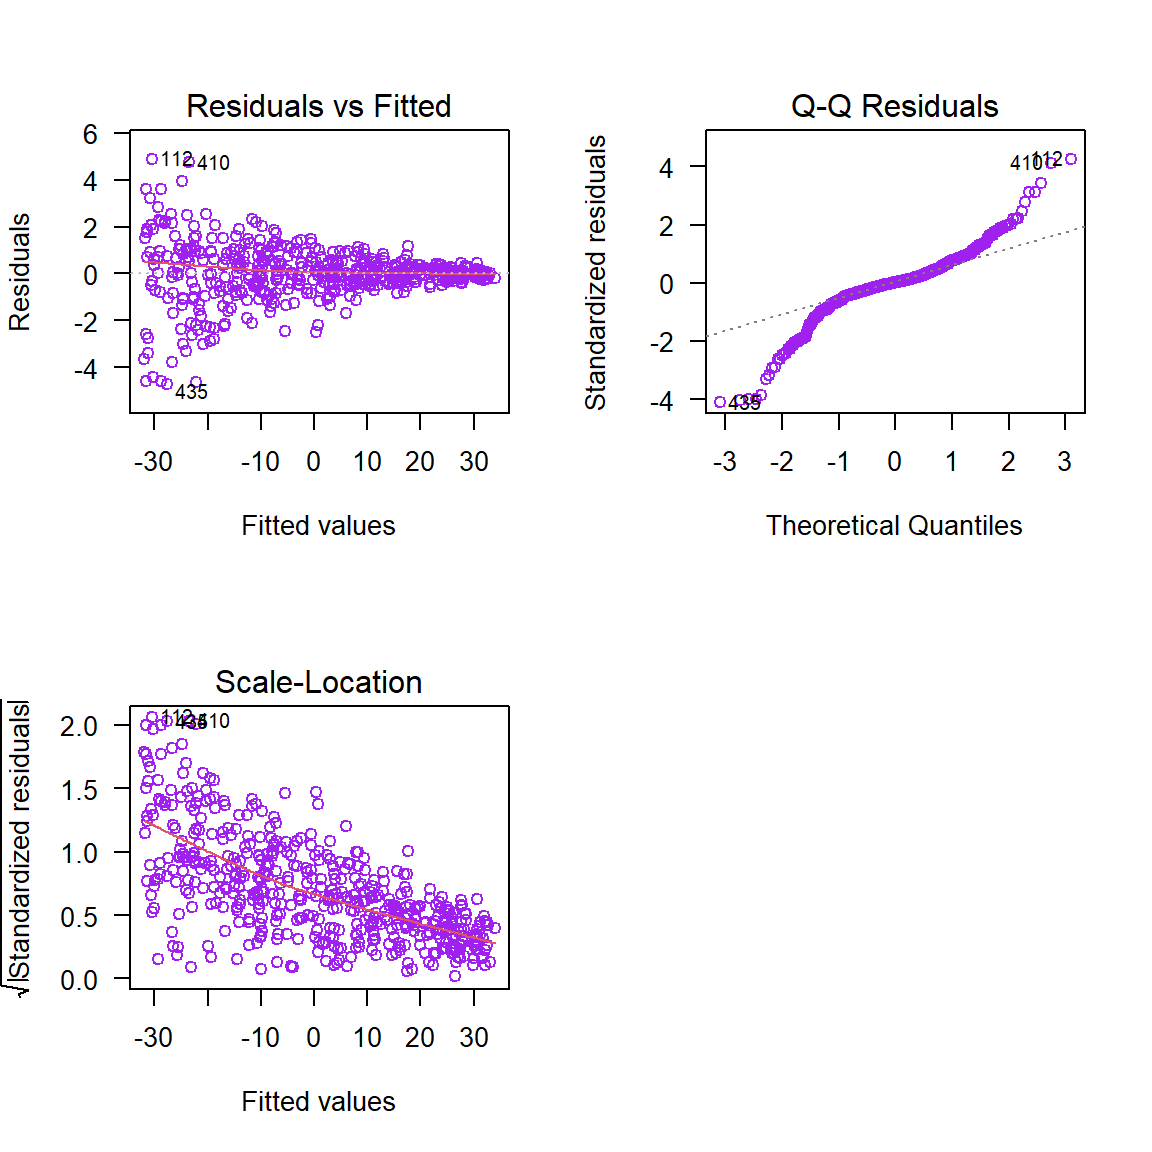 Residuals vs Fitted
Residuals
6
4
2
0
-2
-4
112
410
435
-30 -10 0 10 20 30
Fitted values
Q-Q Residuals
Standardized residuals
4
2
0
-2
-4
410
112
435
-3 -2 -1 0 1 2 3
Theoretical Quantiles
Scale-Location
√|Standardized residuals|
2.0
1.5
1.0
0.5
0.0
112
435
410
-30 -10 0 10 20 30
Fitted values